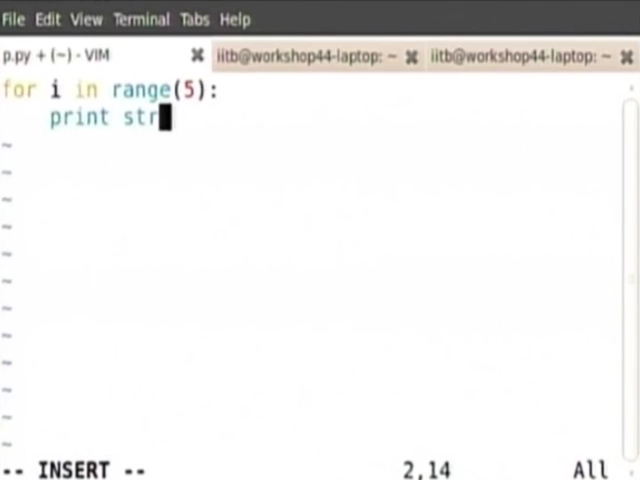 File Edit View Terminal Tabs Help
p.py + (~) - VIM ✖ iitb@workshop44-laptop: ~ ✖ iitb@workshop44-laptop: ~ ✖
for i in range(5):
    print str
~
~
~
~
~
~
~
~
~
~
~
~
-- INSERT -- 2,14 All